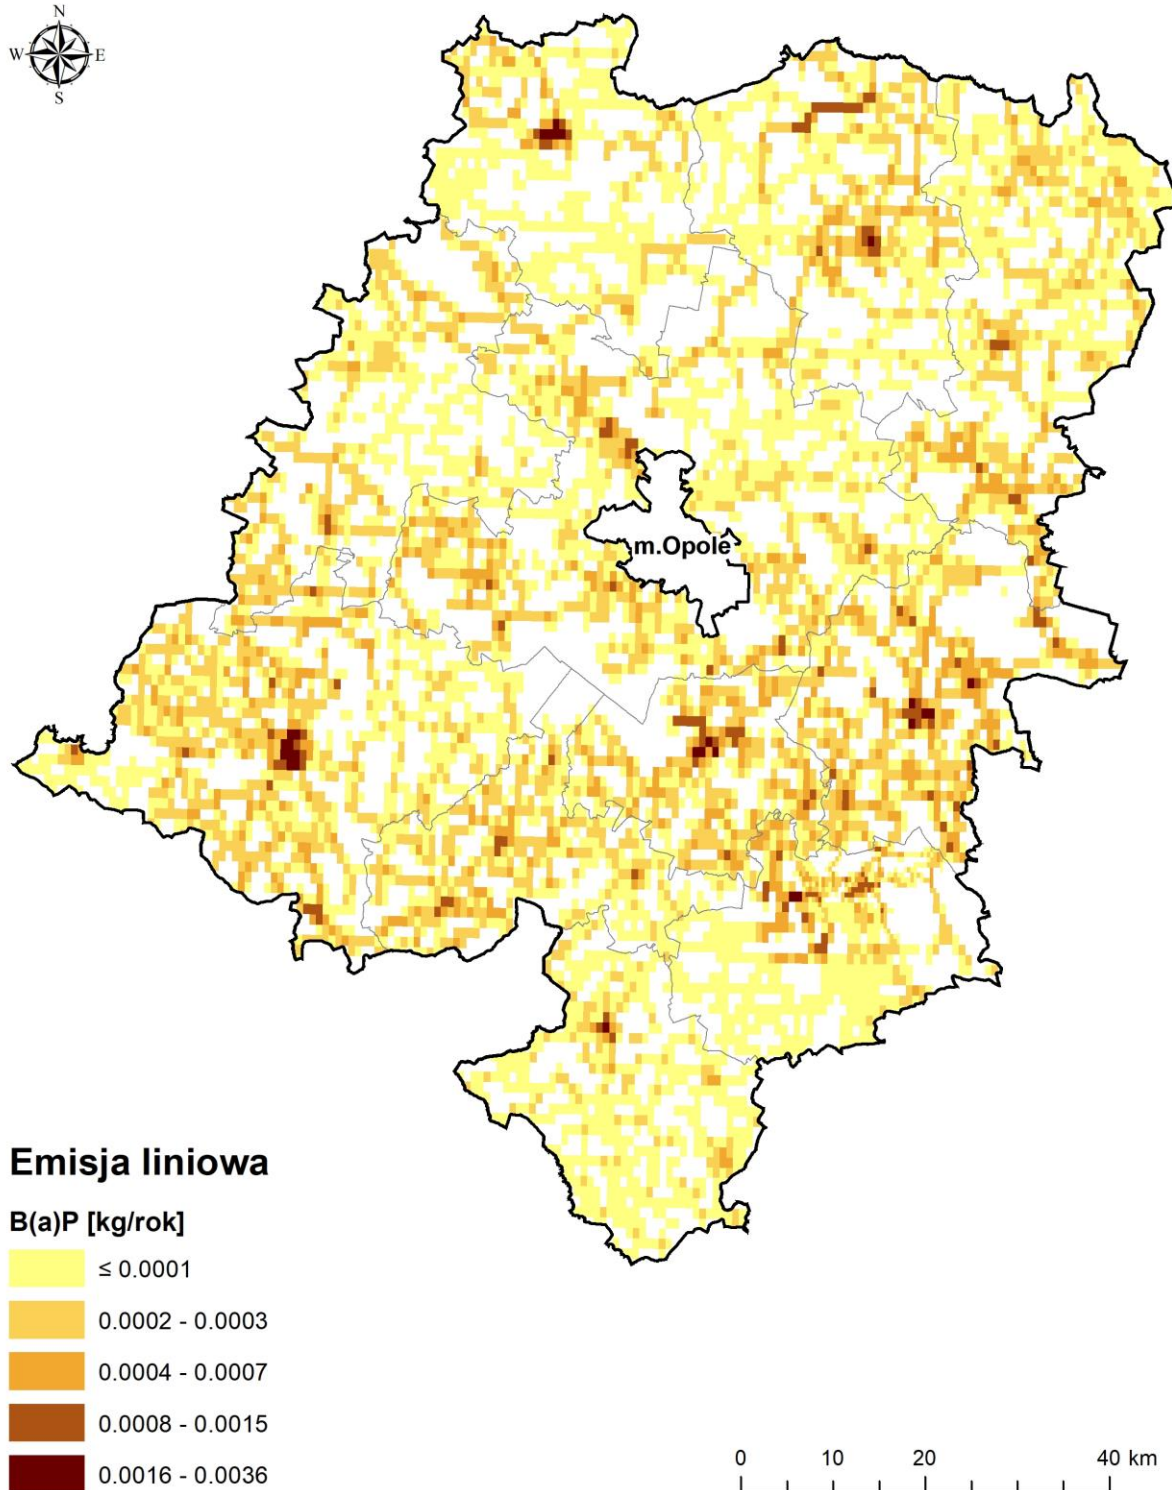 N
W E
S
m.Opole
Emisja liniowa
B(a)P [kg/rok]
≤ 0.0001
0.0002 - 0.0003
0.0004 - 0.0007
0.0008 - 0.0015
0.0016 - 0.0036
0 10 20 40 km